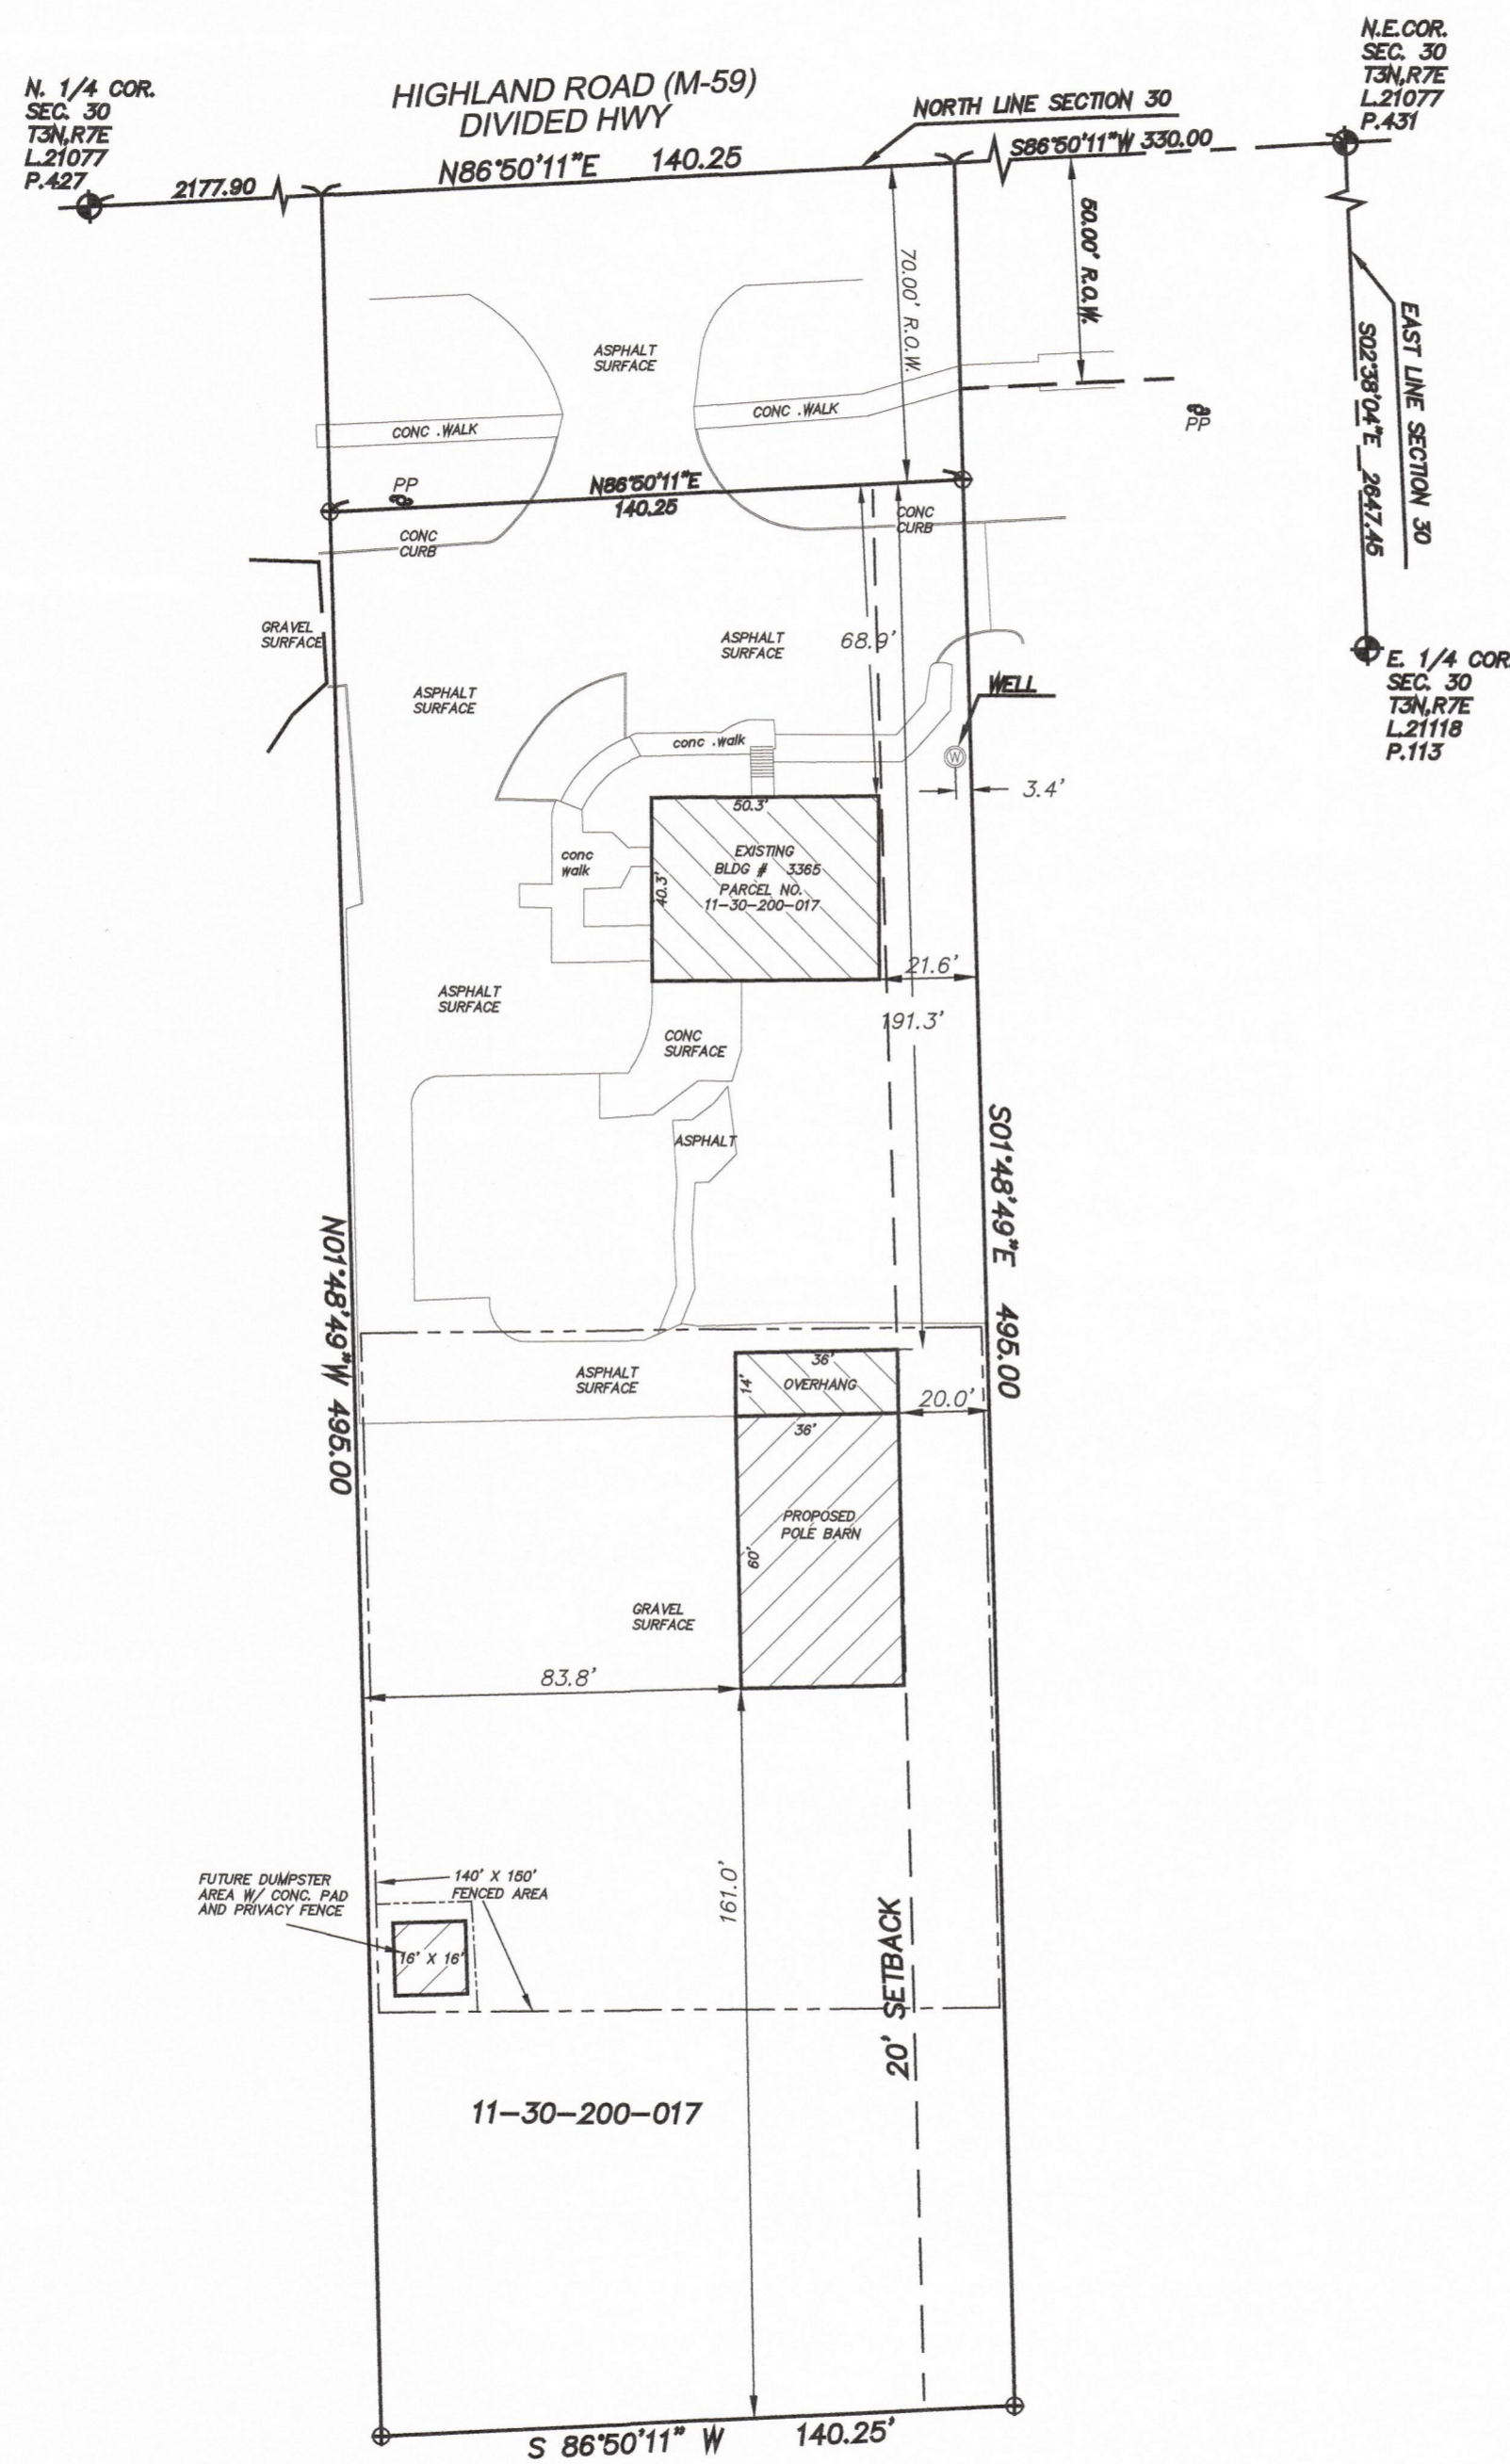 N. 1/4 COR.
SEC. 30
T3N,R7E
L.21077
P.427
HIGHLAND ROAD (M-59)
DIVIDED HWY
N86°50'11"E 140.25
2177.90
NORTH LINE SECTION 30
S86°50'11"W 330.00
N.E.COR.
SEC. 30
T3N,R7E
L.21077
P.431
50.00' R.O.W.
70.00' R.O.W.
EAST LINE SECTION 30
S02°38'04"E 2647.45
ASPHALT
SURFACE
CONC .WALK
CONC .WALK
PP
PP
N86°50'11"E
140.25
CONC
CURB
CONC
CURB
GRAVEL
SURFACE
ASPHALT
SURFACE
68.9'
ASPHALT
SURFACE
WELL
E. 1/4 COR.
SEC. 30
T3N,R7E
L.21118
P.113
conc .walk
W
3.4'
50.3'
conc
walk
40.3'
EXISTING
BLDG # 3365
PARCEL NO.
11-30-200-017
21.6'
ASPHALT
SURFACE
191.3'
CONC
SURFACE
ASPHALT
S01°48'49"E 495.00
N01°48'49"W 495.00
ASPHALT
SURFACE
36'
14'
OVERHANG
20.0'
36'
PROPOSED
POLE BARN
60'
GRAVEL
SURFACE
83.8'
161.0'
FUTURE DUMPSTER
AREA W/ CONC. PAD
AND PRIVACY FENCE
140' X 150'
FENCED AREA
16' X 16'
20' SETBACK
11-30-200-017
S 86°50'11" W 140.25'